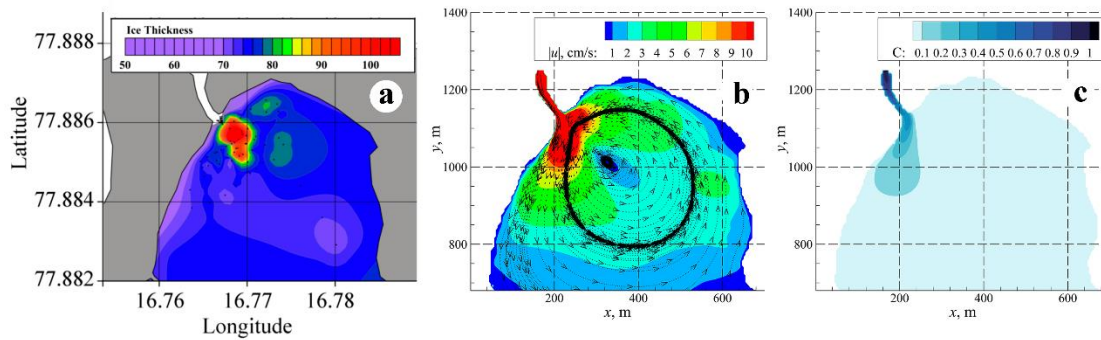 77.888
77.886
77.884
77.882
Latitude
Ice Thickness
50 60 70 80 90 100
a
16.76 16.77 16.78
Longitude
1400
1200
1000
800
y, m
|u|, cm/s: 1 2 3 4 5 6 7 8 9 10
b
200 400 600
x, m
1400
1200
1000
800
y, m
C: 0.1 0.2 0.3 0.4 0.6 0.7 0.8 0.9 1
c
200 400 600
x, m